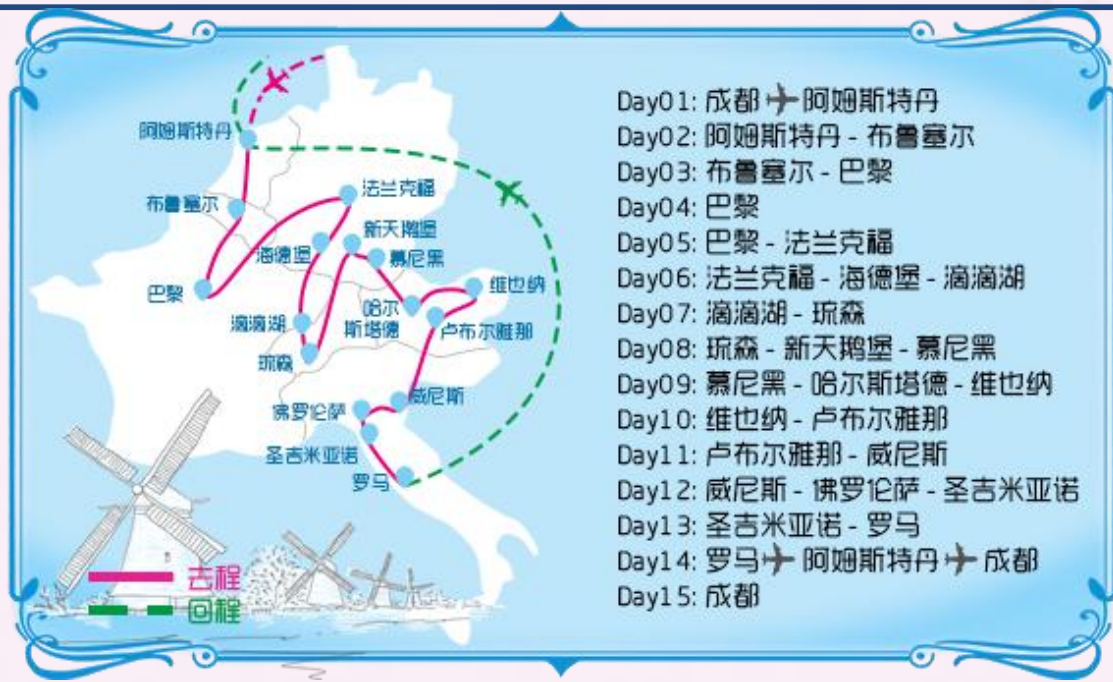 阿姆斯特丹
布鲁塞尔
法兰克福
新天鹅堡
海德堡
慕尼黑
巴黎
维也纳
哈尔
斯塔德
滴滴湖
卢布尔雅那
琉森
威尼斯
佛罗伦萨
圣吉米亚诺
罗马
去程
回程
Day01: 成都 阿姆斯特丹
Day02: 阿姆斯特丹 - 布鲁塞尔
Day03: 布鲁塞尔 - 巴黎
Day04: 巴黎
Day05: 巴黎 - 法兰克福
Day06: 法兰克福 - 海德堡 - 滴滴湖
Day07: 滴滴湖 - 琉森
Day08: 琉森 - 新天鹅堡 - 慕尼黑
Day09: 慕尼黑 - 哈尔斯塔德 - 维也纳
Day10: 维也纳 - 卢布尔雅那
Day11: 卢布尔雅那 - 威尼斯
Day12: 威尼斯 - 佛罗伦萨 - 圣吉米亚诺
Day13: 圣吉米亚诺 - 罗马
Day14: 罗马 阿姆斯特丹 成都
Day15: 成都